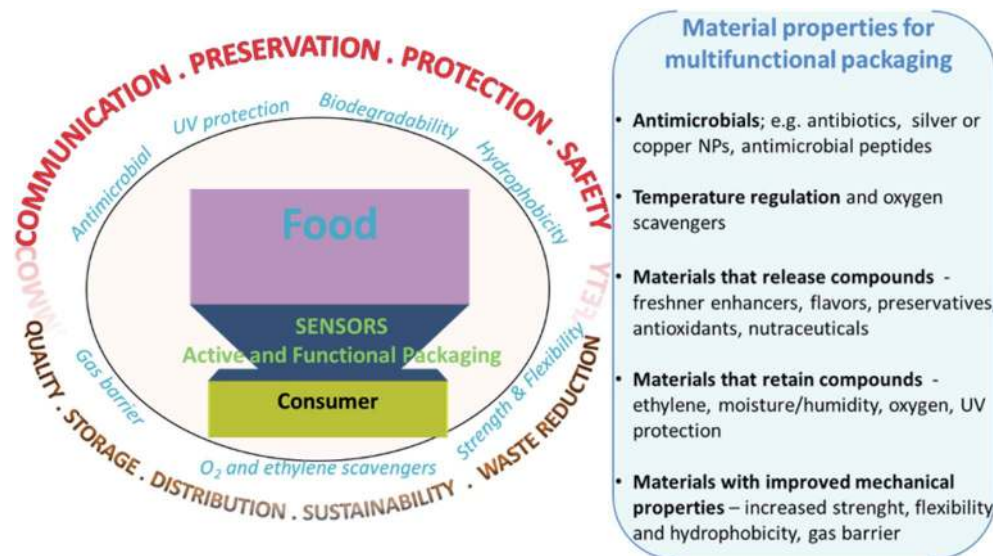 COMMUNICATION . PRESERVATION . PROTECTION . SAFETY
UV protection
Biodegradability
Antimicrobial
Hydrophobicity
Food
SENSORS
Active and Functional Packaging
Consumer
Gas barrier
Strength & Flexibility
O₂ and ethylene scavengers
QUALITY . STORAGE . DISTRIBUTION . SUSTAINABILITY . WASTE REDUCTION
Material properties for
multifunctional packaging
• Antimicrobials; e.g. antibiotics, silver or
copper NPs, antimicrobial peptides
• Temperature regulation and oxygen
scavengers
• Materials that release compounds -
freshner enhancers, flavors, preservatives,
antioxidants, nutraceuticals
• Materials that retain compounds -
ethylene, moisture/humidity, oxygen, UV
protection
• Materials with improved mechanical
properties – increased strenght, flexibility
and hydrophobicity, gas barrier